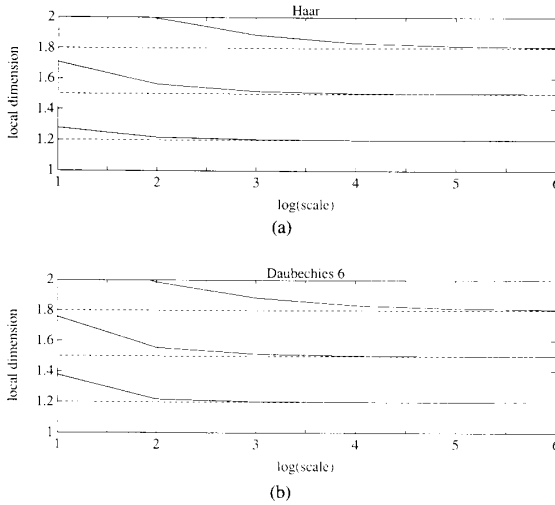 Haar
2
1.8
1.6
1.4
1.2
1
local dimension
1 2 3 4 5 6
log(scale)
(a)
Daubechies 6
2
1.8
1.6
1.4
1.2
1
local dimension
1 2 3 4 5 6
log(scale)
(b)